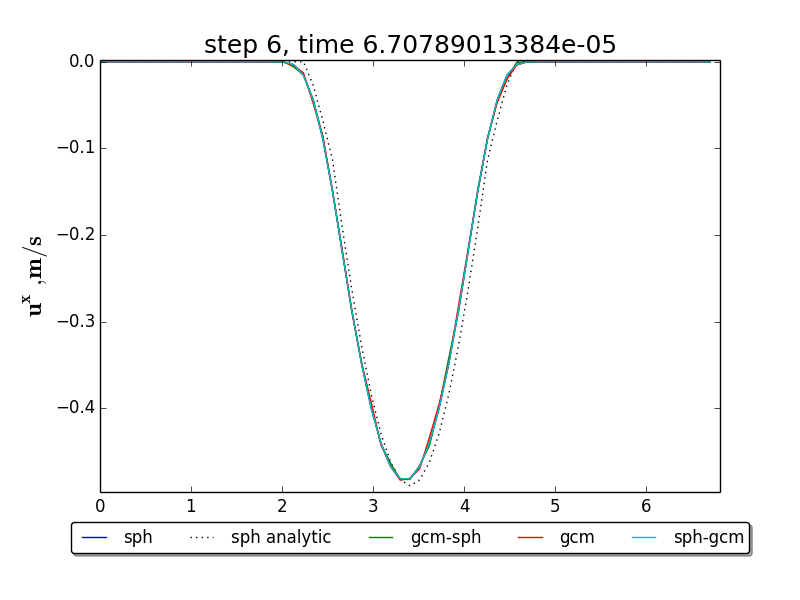 step 6, time 6.70789013384e-05
0.0
−0.1
−0.2
−0.3
−0.4
u^x ,m/s
0 1 2 3 4 5 6
sph sph analytic gcm-sph gcm sph-gcm